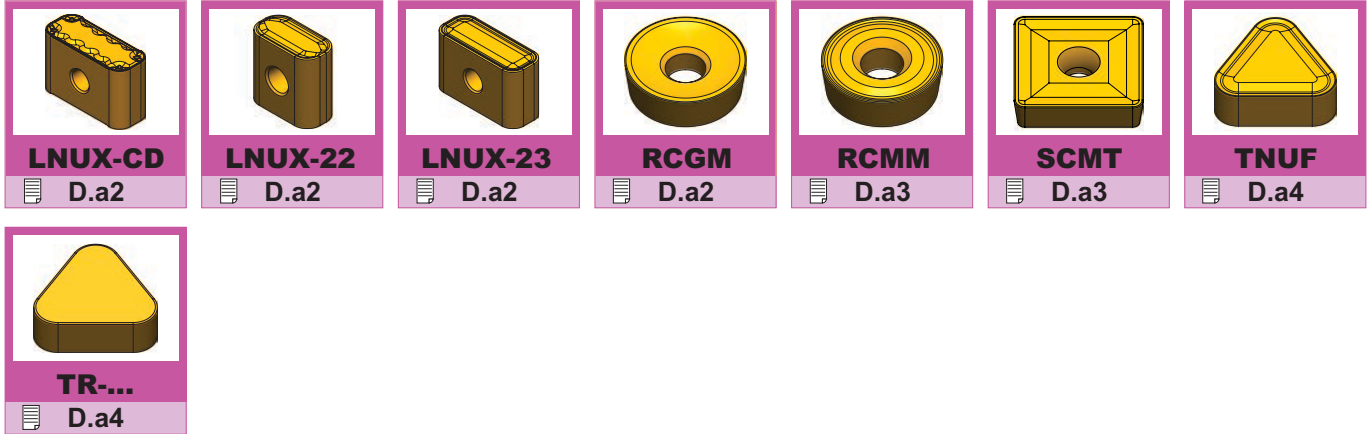 LNUX-CD
D.a2
LNUX-22
D.a2
LNUX-23
D.a2
RCGM
D.a2
RCMM
D.a3
SCMT
D.a3
TNUF
D.a4
TR-...
D.a4